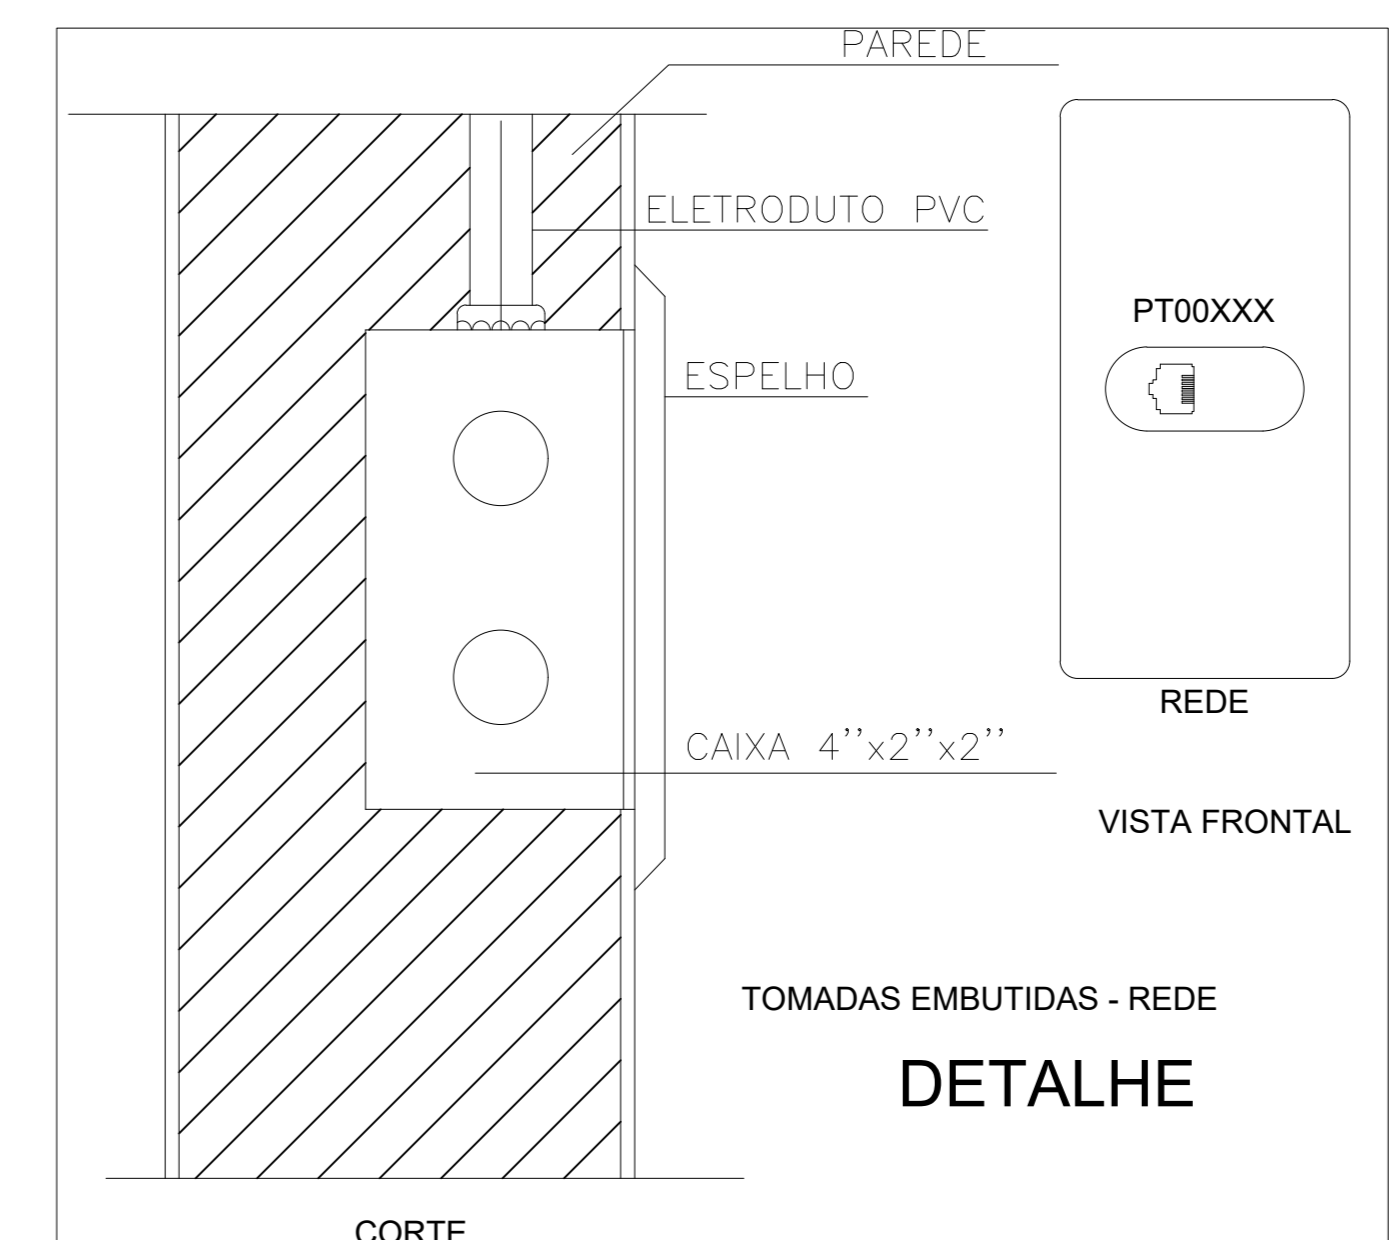 PAREDE
ELETRODUTO PVC
PT00XXX
ESPELHO
REDE
CAIXA 4’’x2’’x2’’
VISTA FRONTAL
TOMADAS EMBUTIDAS - REDE
DETALHE
CORTE